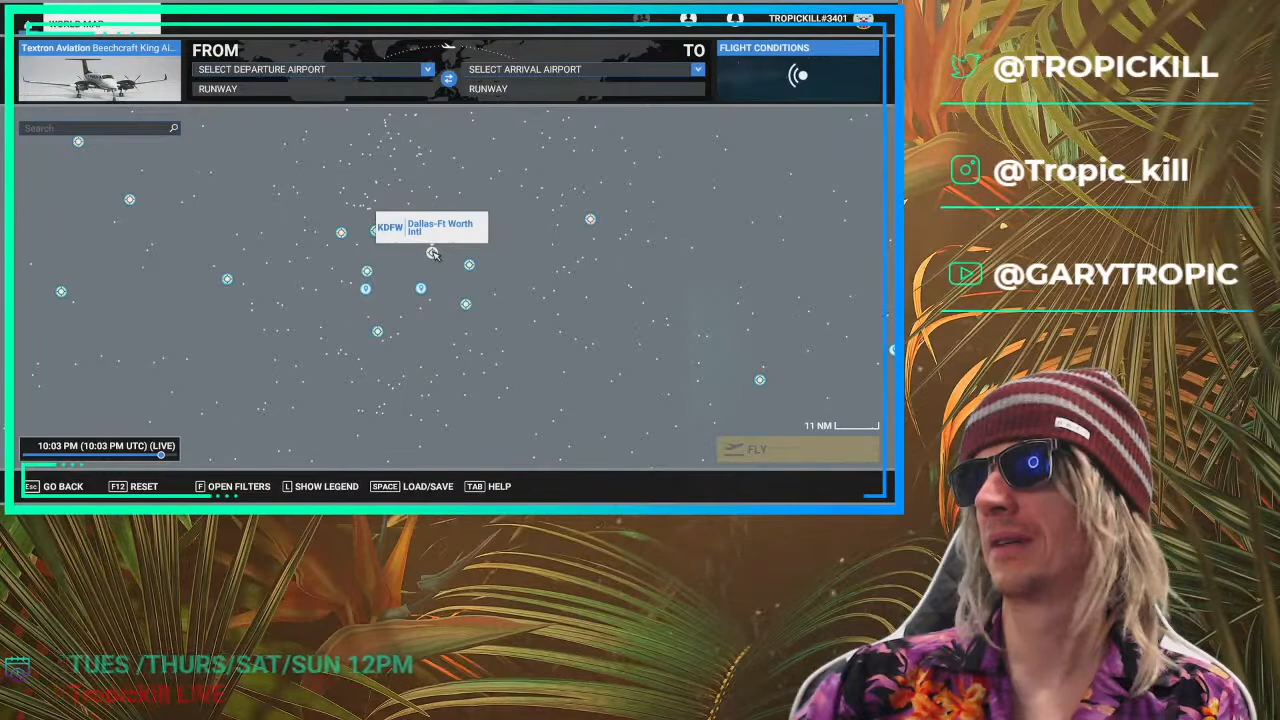 WORLD MAP
TROPICKILL#3401
Textron Aviation Beechcraft King Ai...
FROM
TO
SELECT DEPARTURE AIRPORT
SELECT ARRIVAL AIRPORT
RUNWAY
RUNWAY
FLIGHT CONDITIONS
Search
KDFW
Dallas-Ft Worth
Intl
11 NM
10:03 PM (10:03 PM UTC) (LIVE)
FLY
Esc GO BACK
F12 RESET
F OPEN FILTERS
L SHOW LEGEND
SPACE LOAD/SAVE
TAB HELP
@TROPICKILL
@Tropic_kill
@GARYTROPIC
TUES /THURS/SAT/SUN 12PM
Tropickill LIVE